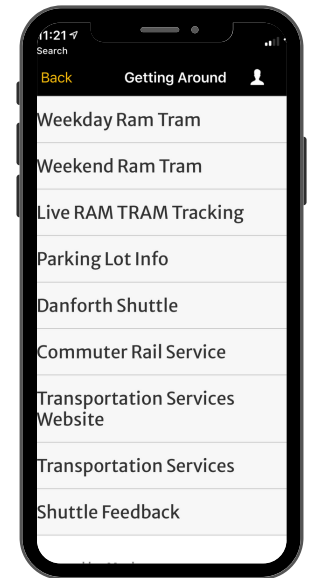 11:21
Search
Back Getting Around
Weekday Ram Tram
Weekend Ram Tram
Live RAM TRAM Tracking
Parking Lot Info
Danforth Shuttle
Commuter Rail Service
Transportation Services
Website
Transportation Services
Shuttle Feedback